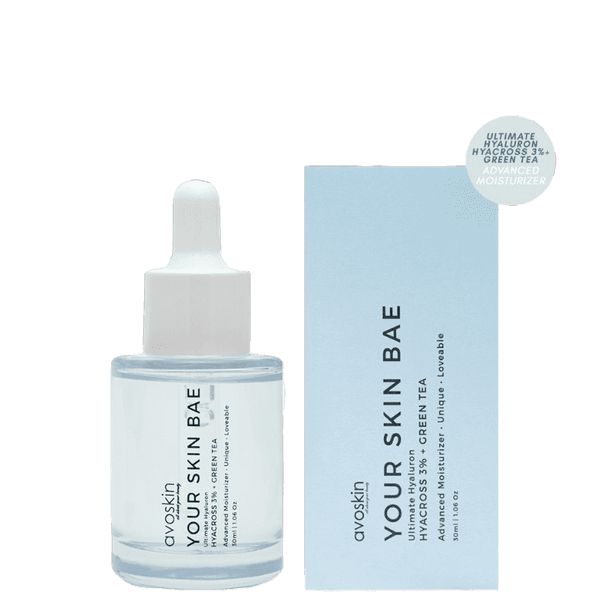 ULTIMATE
HYALURON
HYACROSS 3%+
GREEN TEA
ADVANCED
MOISTURIZER
avoskin
YOUR SKIN BAE
Ultimate Hyaluron
HYACROSS 3% + GREEN TEA
Advanced Moisturizer · Unique · Loveable
30ml | 1.06 Oz
avoskin
YOUR SKIN BAE
Ultimate Hyaluron
HYACROSS 3% + GREEN TEA
Advanced Moisturizer · Unique · Loveable
30ml | 1.06 Oz